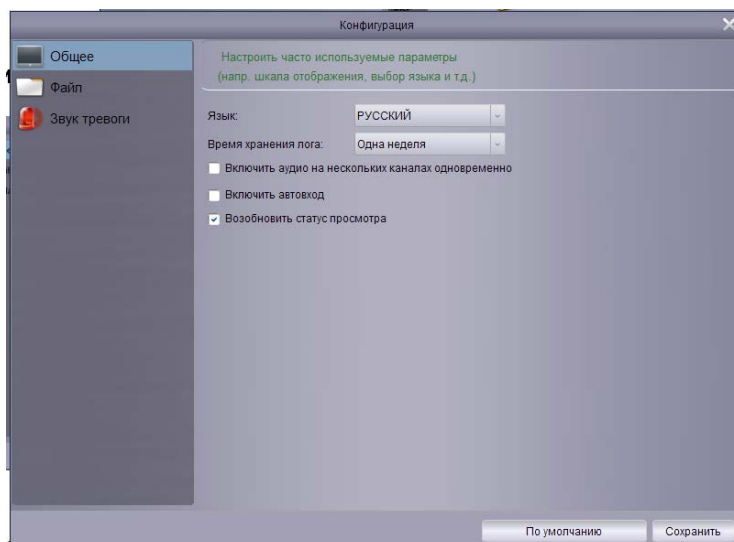 Конфигурация
Общее
Файл
Звук тревоги
Настроить часто используемые параметры
(напр. шкала отображения, выбор языка и т.д.)
Язык:
РУССКИЙ
Время хранения лога:
Одна неделя
Включить аудио на нескольких каналах одновременно
Включить автовход
Возобновить статус просмотра
По умолчанию
Сохранить